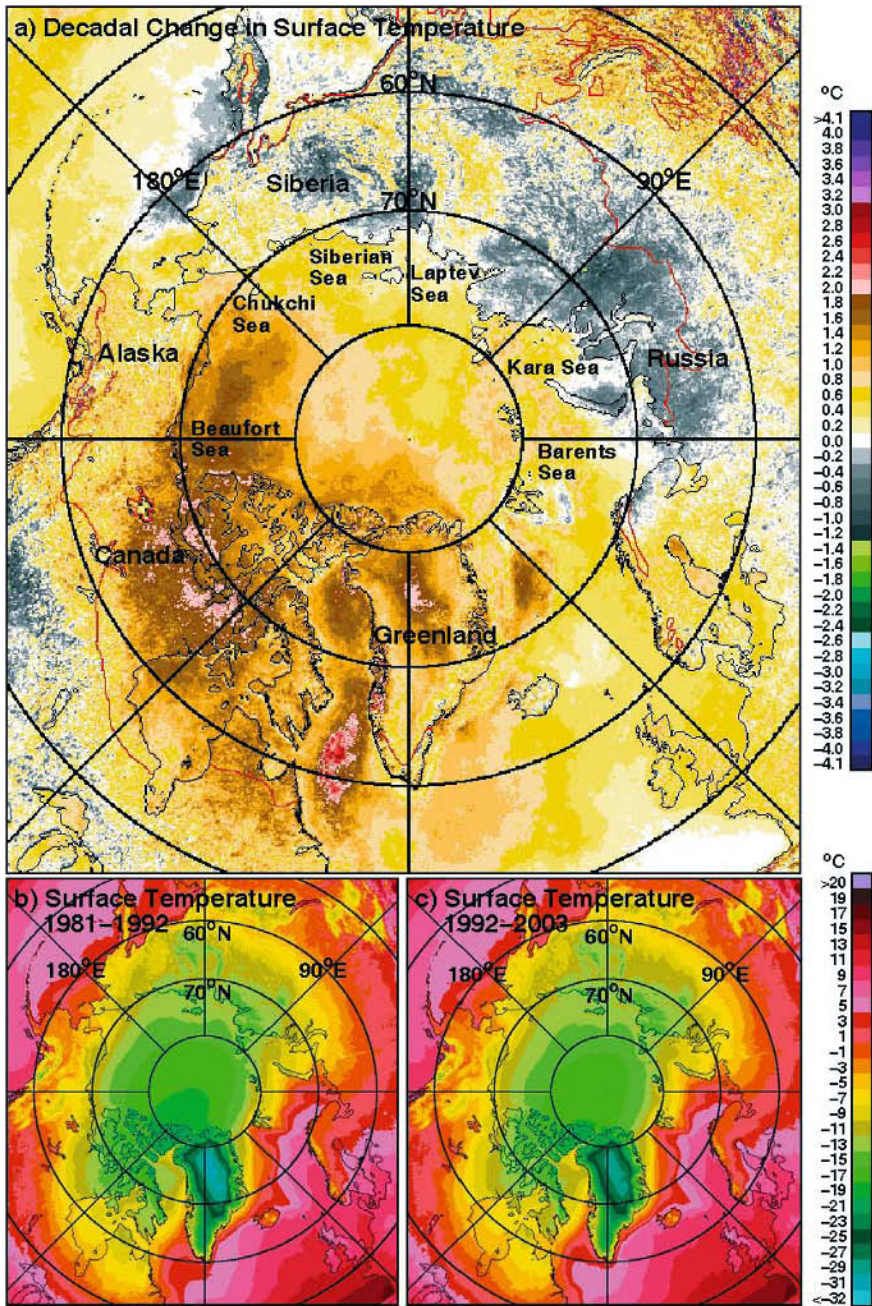 a) Decadal Change in Surface Temperature
60°N
180°E
Siberia
90°E
70°N
Siberian
Sea
Laptev
Sea
Chukchi
Sea
Alaska
Kara Sea
Russia
Beaufort
Sea
Barents
Sea
Canada
Greenland
°C
>4.1
4.0
3.8
3.6
3.4
3.2
3.0
2.8
2.6
2.4
2.2
2.0
1.8
1.6
1.4
1.2
1.0
0.8
0.6
0.4
0.2
0.0
−0.2
−0.4
−0.6
−0.8
−1.0
−1.2
−1.4
−1.6
−1.8
−2.0
−2.2
−2.4
−2.6
−2.8
−3.0
−3.2
−3.4
−3.6
−3.8
−4.0
−4.1
b) Surface Temperature
1981−1992
60°N
180°E
90°E
70°N
c) Surface Temperature
1992−2003
60°N
180°E
90°E
70°N
°C
>20
19
17
15
13
11
9
7
5
3
1
−1
−3
−5
−7
−9
−11
−13
−15
−17
−19
−21
−23
−25
−27
−29
−31
<−32